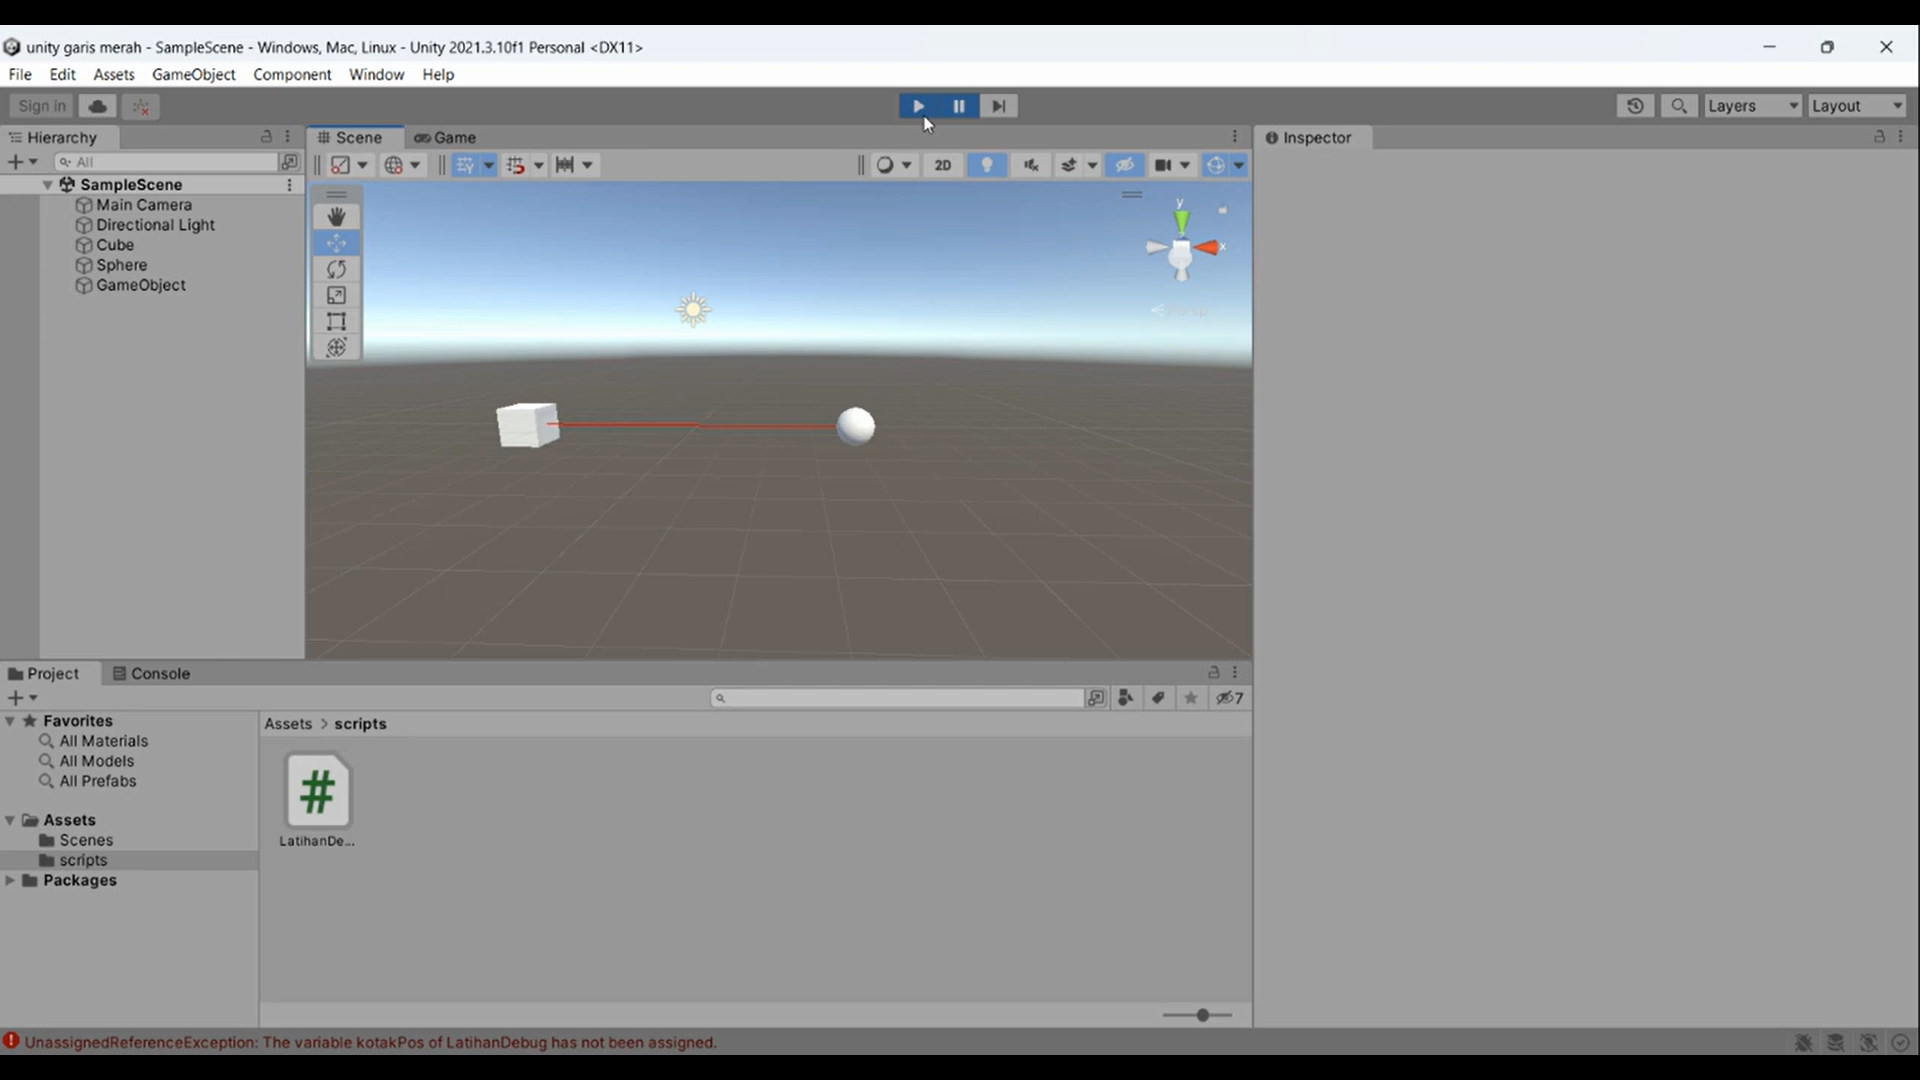 unity garis merah - SampleScene - Windows, Mac, Linux - Unity 2021.3.10f1 Personal <DX11>
File Edit Assets GameObject Component Window Help
Sign in Layers Layout
Hierarchy Scene Game Inspector
All 2D
SampleScene
Main Camera
Directional Light
Cube
Sphere
GameObject
y
x
Project Console
7
Favorites
All Materials
All Models
All Prefabs
Assets
Scenes
scripts
Packages
Assets > scripts
#
LatihanDe...
UnassignedReferenceException: The variable kotakPos of LatihanDebug has not been assigned.